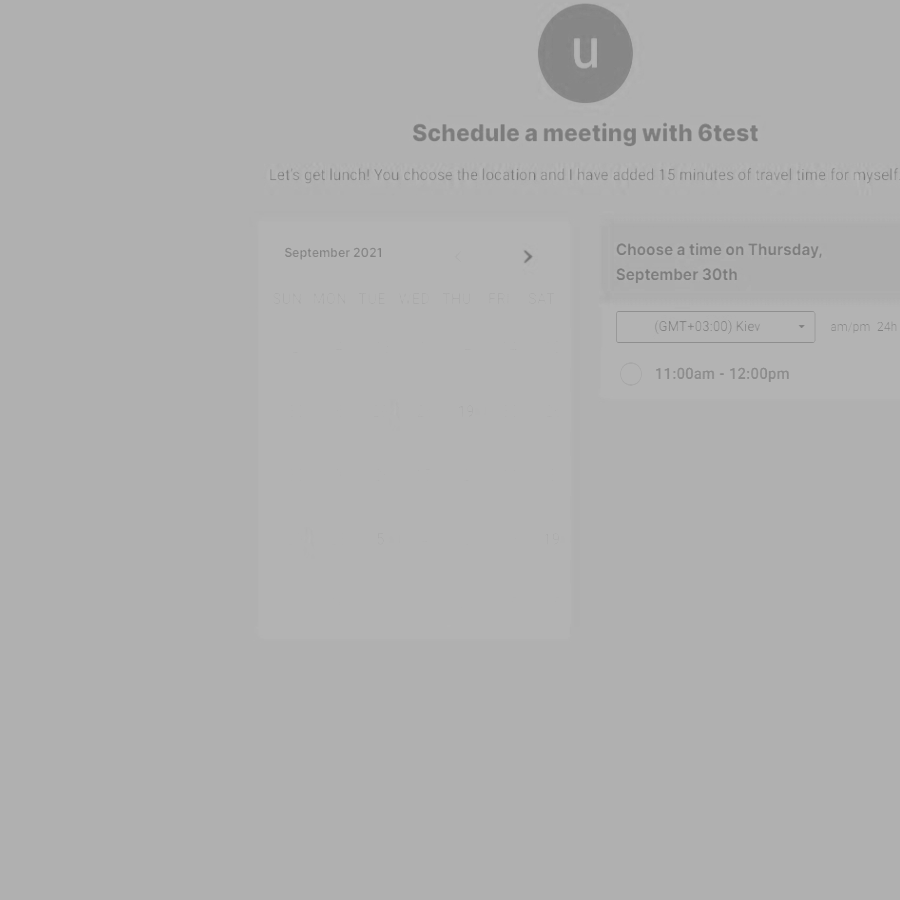 u
Schedule a meeting with 6test
Let's get lunch! You choose the location and I have added 15 minutes of travel time for myself
September 2021
SUN MON TUE WED THU FRI SAT
19
Choose a time on Thursday,
September 30th
(GMT+03:00) Kiev
am/pm 24h
11:00am - 12:00pm